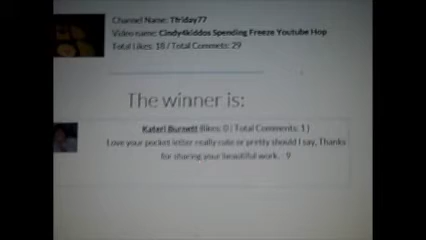 Channel Name: Tfriday77
Video name: Cindy4kiddos Spending Freeze Youtube Hop
Total Likes: 18 / Total Commets: 29
The winner is:
Kateri Burnett (likes: 0 / Total Comments: 1)
Love your pocket letter really cute or pretty should I say, Thanks
for sharing your beautiful work. 9